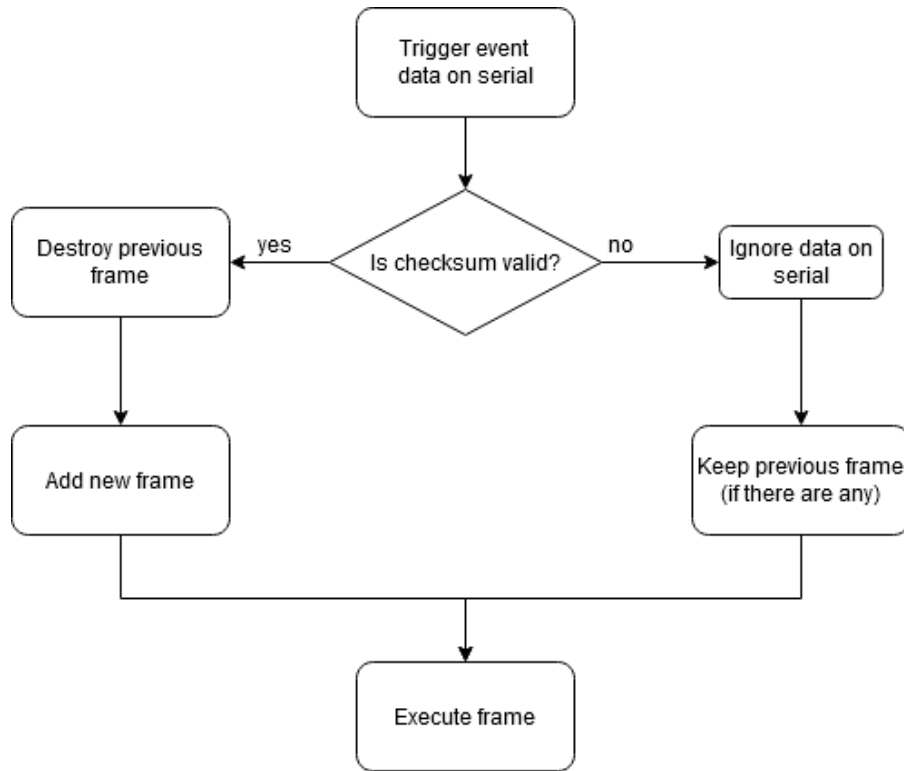 Trigger event
data on serial
Is checksum valid?
yes
no
Destroy previous
frame
Ignore data on
serial
Add new frame
Keep previous frame
(if there are any)
Execute frame